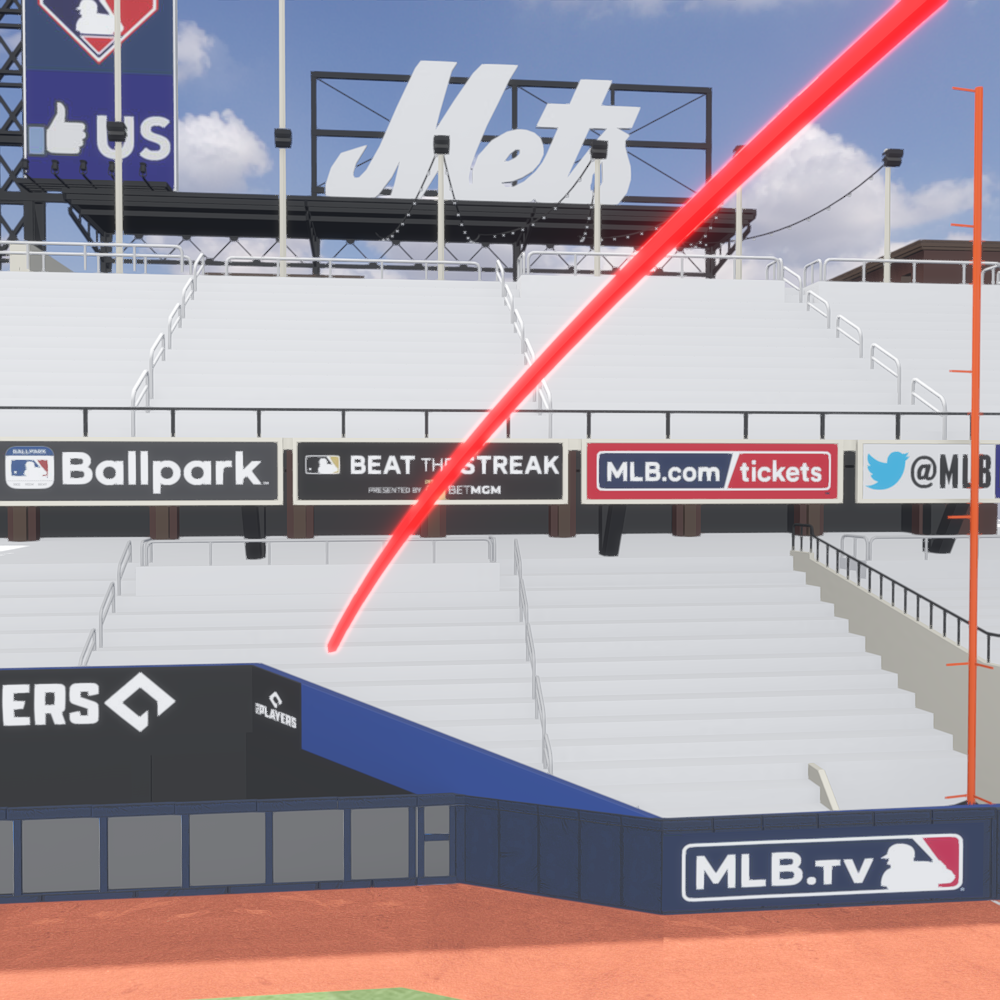 US
Mets
BALLPARK
Ballpark
BEAT THE STREAK
PRESENTED BY BETMGM
MLB.com/tickets
@MLB
ERS
PLAYERS
MLB.TV